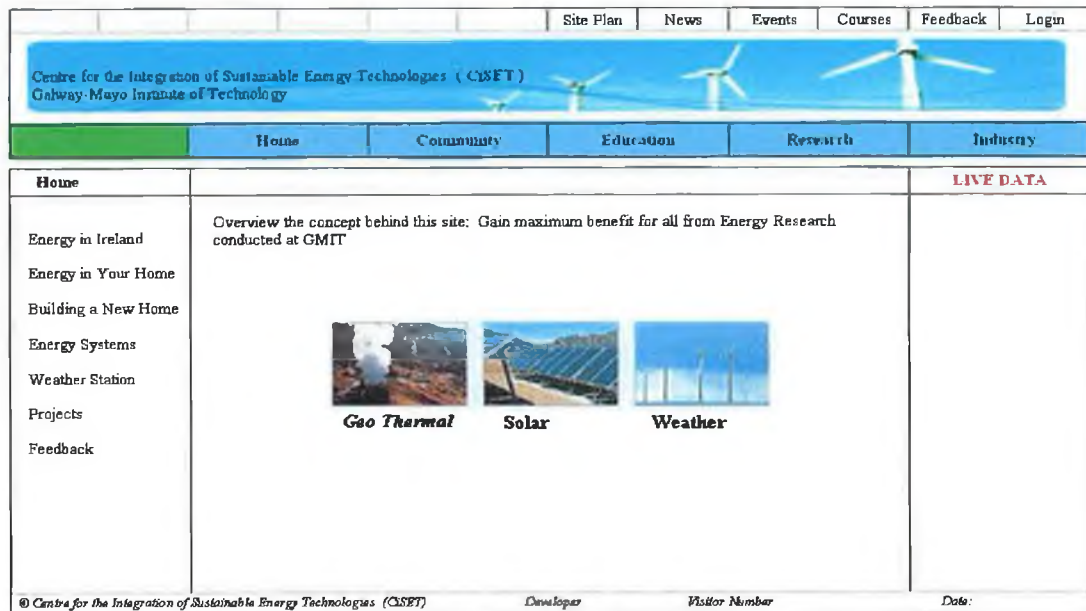 Site Plan News Events Courses Feedback Login
Centre for the Integration of Sustainable Energy Technologies ( CiSET )
Galway-Mayo Institute of Technology
Home Community Education Research Industry
Home LIVE DATA
Overview the concept behind this site: Gain maximum benefit for all from Energy Research
conducted at GMIT
Energy in Ireland
Energy in Your Home
Building a New Home
Energy Systems
Weather Station
Projects
Feedback
Geo Thermal Solar Weather
© Centre for the Integration of Sustainable Energy Technologies (CiSET) Developer Visitor Number Date: